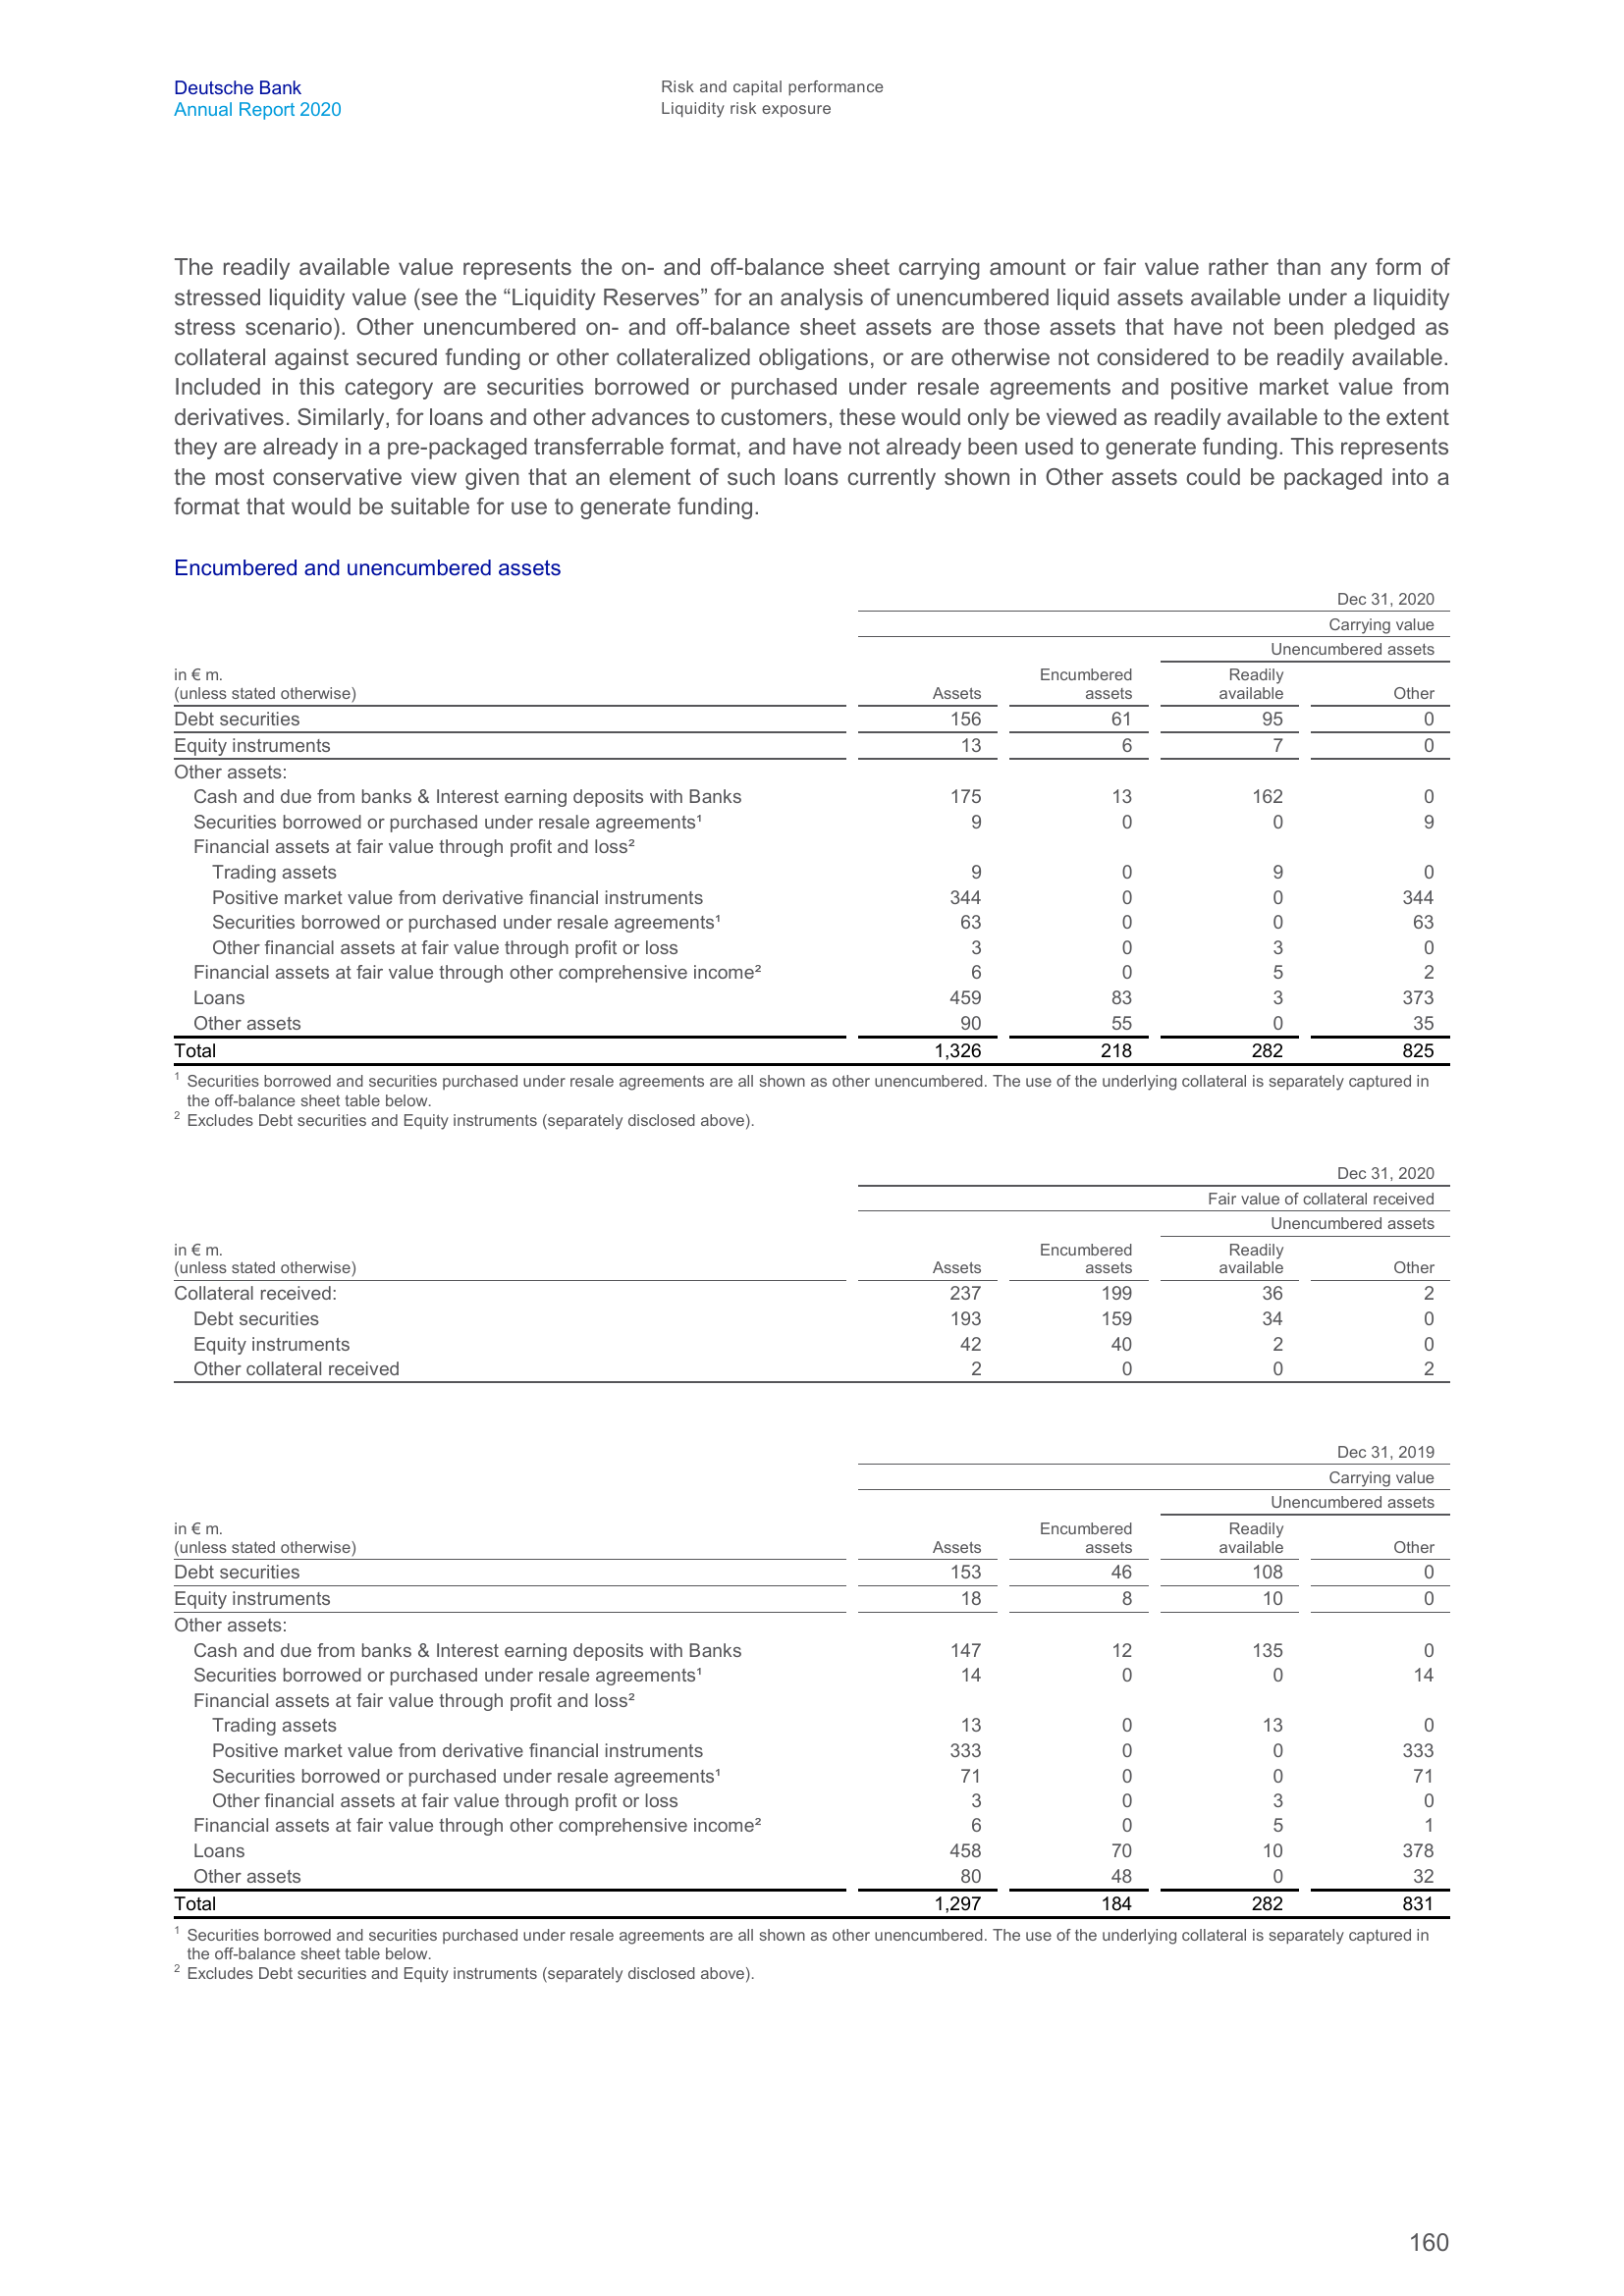 Deutsche Bank
Annual Report 2020
Risk and capital performance
Liquidity risk exposure
The readily available value represents the on- and off-balance sheet carrying amount or fair value rather than any form of
stressed liquidity value (see the “Liquidity Reserves” for an analysis of unencumbered liquid assets available under a liquidity
stress scenario). Other unencumbered on- and off-balance sheet assets are those assets that have not been pledged as
collateral against secured funding or other collateralized obligations, or are otherwise not considered to be readily available.
Included in this category are securities borrowed or purchased under resale agreements and positive market value from
derivatives. Similarly, for loans and other advances to customers, these would only be viewed as readily available to the extent
they are already in a pre-packaged transferrable format, and have not already been used to generate funding. This represents
the most conservative view given that an element of such loans currently shown in Other assets could be packaged into a
format that would be suitable for use to generate funding.
Encumbered and unencumbered assets
Dec 31, 2020
Carrying value
Unencumbered assets
in € m. Encumbered Readily
(unless stated otherwise) Assets assets available Other
Debt securities 156 61 95 0
Equity instruments 13 6 7 0
Other assets:
Cash and due from banks & Interest earning deposits with Banks 175 13 162 0
Securities borrowed or purchased under resale agreements¹ 9 0 0 9
Financial assets at fair value through profit and loss²
Trading assets 9 0 9 0
Positive market value from derivative financial instruments 344 0 0 344
Securities borrowed or purchased under resale agreements¹ 63 0 0 63
Other financial assets at fair value through profit or loss 3 0 3 0
Financial assets at fair value through other comprehensive income² 6 0 5 2
Loans 459 83 3 373
Other assets 90 55 0 35
Total 1,326 218 282 825
1 Securities borrowed and securities purchased under resale agreements are all shown as other unencumbered. The use of the underlying collateral is separately captured in
the off-balance sheet table below.
2 Excludes Debt securities and Equity instruments (separately disclosed above).
Dec 31, 2020
Fair value of collateral received
Unencumbered assets
in € m. Encumbered Readily
(unless stated otherwise) Assets assets available Other
Collateral received: 237 199 36 2
Debt securities 193 159 34 0
Equity instruments 42 40 2 0
Other collateral received 2 0 0 2
Dec 31, 2019
Carrying value
Unencumbered assets
in € m. Encumbered Readily
(unless stated otherwise) Assets assets available Other
Debt securities 153 46 108 0
Equity instruments 18 8 10 0
Other assets:
Cash and due from banks & Interest earning deposits with Banks 147 12 135 0
Securities borrowed or purchased under resale agreements¹ 14 0 0 14
Financial assets at fair value through profit and loss²
Trading assets 13 0 13 0
Positive market value from derivative financial instruments 333 0 0 333
Securities borrowed or purchased under resale agreements¹ 71 0 0 71
Other financial assets at fair value through profit or loss 3 0 3 0
Financial assets at fair value through other comprehensive income² 6 0 5 1
Loans 458 70 10 378
Other assets 80 48 0 32
Total 1,297 184 282 831
1 Securities borrowed and securities purchased under resale agreements are all shown as other unencumbered. The use of the underlying collateral is separately captured in
the off-balance sheet table below.
2 Excludes Debt securities and Equity instruments (separately disclosed above).
160